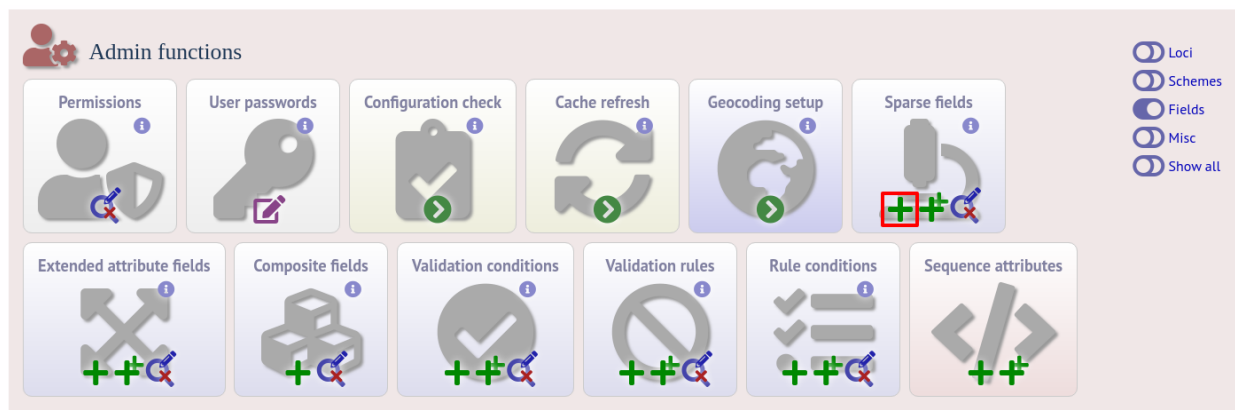 Admin functions
Loci
Schemes
Fields
Misc
Show all
Permissions
User passwords
Configuration check
Cache refresh
Geocoding setup
Sparse fields
Extended attribute fields
Composite fields
Validation conditions
Validation rules
Rule conditions
Sequence attributes